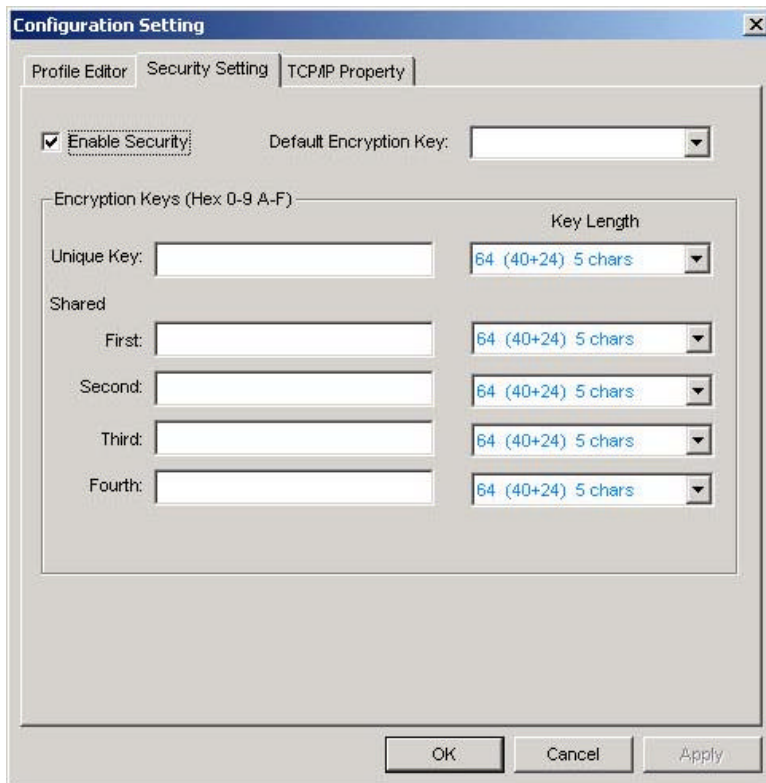 Configuration Setting
Profile Editor Security Setting TCP/IP Property
Enable Security Default Encryption Key:
Encryption Keys (Hex 0-9 A-F)
Key Length
Unique Key: 64 (40+24) 5 chars
Shared
First: 64 (40+24) 5 chars
Second: 64 (40+24) 5 chars
Third: 64 (40+24) 5 chars
Fourth: 64 (40+24) 5 chars
OK Cancel Apply